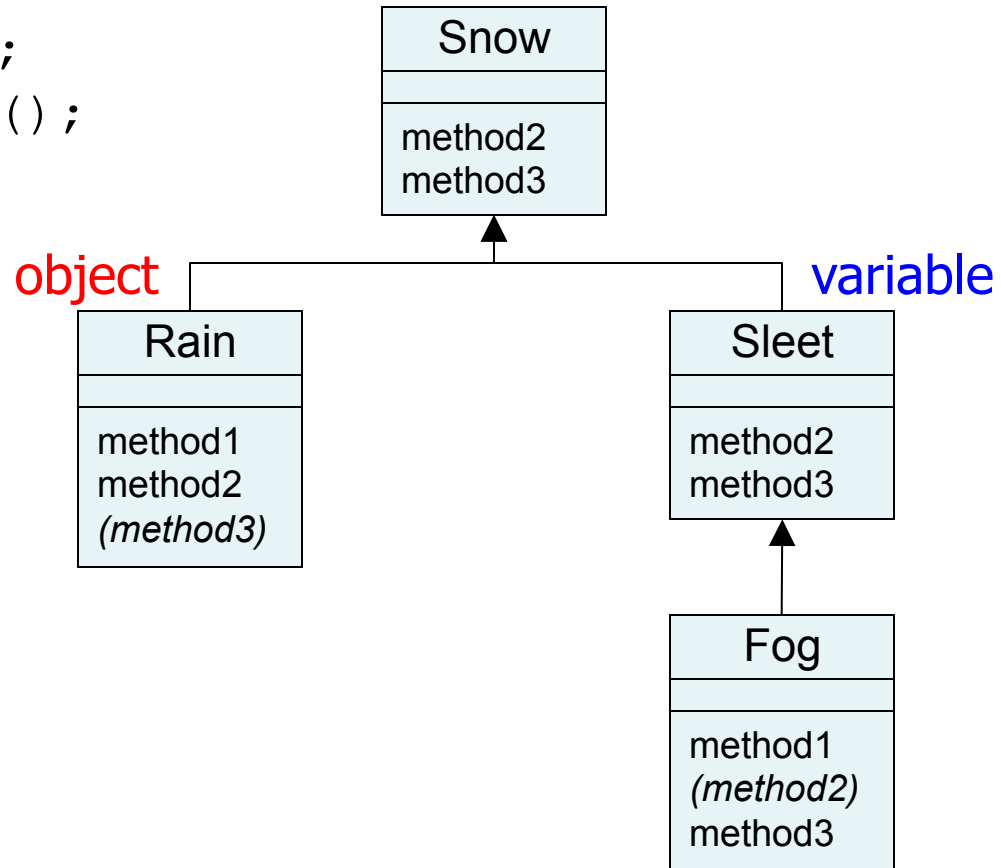 ;
();
Snow
method2
method3
object
variable
Rain
method1
method2
(method3)
Sleet
method2
method3
Fog
method1
(method2)
method3